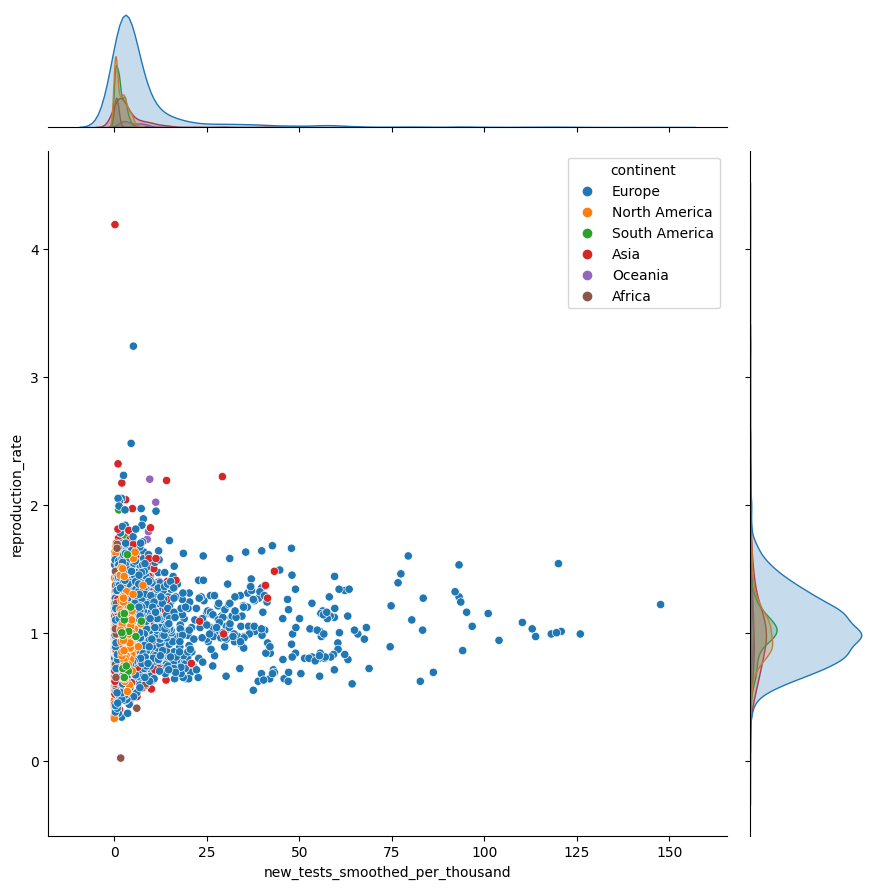 continent
Europe
North America
South America
Asia
Oceania
Africa
4
3
2
1
0
reproduction_rate
0 25 50 75 100 125 150
new_tests_smoothed_per_thousand